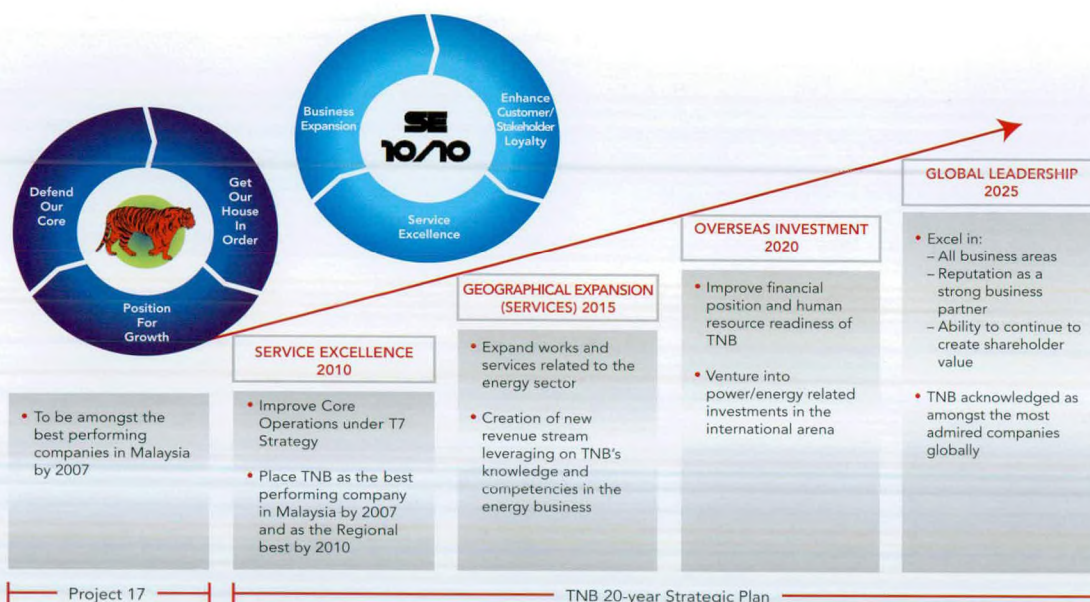 Defend
Our
Core
Get
Our
House
In
Order
Position
For
Growth
Business
Expansion
SE
10/10
Enhance
Customer/
Stakeholder
Loyalty
Service
Excellence
• To be amongst the
best performing
companies in Malaysia
by 2007
SERVICE EXCELLENCE
2010
• Improve Core
Operations under T7
Strategy
• Place TNB as the best
performing company
in Malaysia by 2007
and as the Regional
best by 2010
GEOGRAPHICAL EXPANSION
(SERVICES) 2015
• Expand works and
services related to the
energy sector
• Creation of new
revenue stream
leveraging on TNB's
knowledge and
competencies in the
energy business
OVERSEAS INVESTMENT
2020
• Improve financial
position and human
resource readiness of
TNB
• Venture into
power/energy related
investments in the
international arena
GLOBAL LEADERSHIP
2025
• Excel in:
– All business areas
– Reputation as a
strong business
partner
– Ability to continue to
create shareholder
value
• TNB acknowledged as
amongst the most
admired companies
globally
Project 17
TNB 20-year Strategic Plan